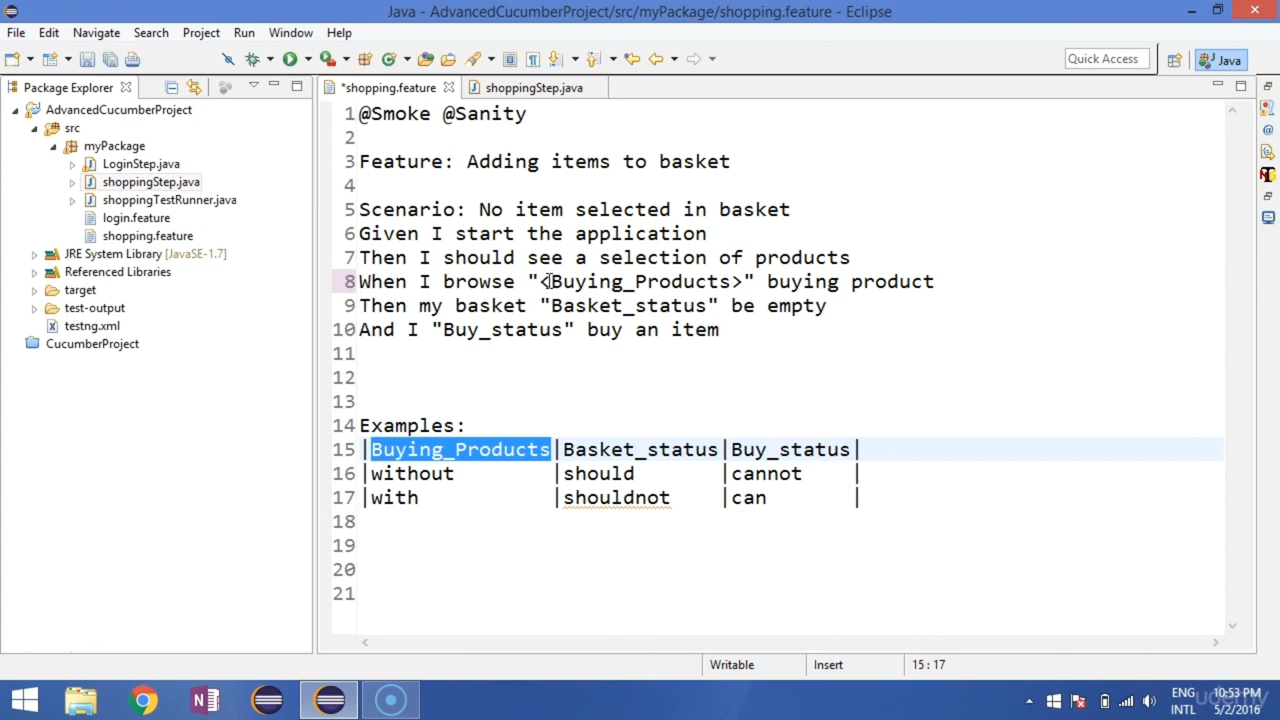 Java - AdvancedCucumberProject/src/myPackage/shopping.feature - Eclipse
File Edit Navigate Search Project Run Window Help
Quick Access
Java
Package Explorer
*shopping.feature
shoppingStep.java
AdvancedCucumberProject
src
myPackage
LoginStep.java
shoppingStep.java
shoppingTestRunner.java
login.feature
shopping.feature
JRE System Library [JavaSE-1.7]
Referenced Libraries
target
test-output
testng.xml
CucumberProject
1 @Smoke @Sanity
2
3 Feature: Adding items to basket
4
5 Scenario: No item selected in basket
6 Given I start the application
7 Then I should see a selection of products
8 When I browse "<Buying_Products>" buying product
9 Then my basket "Basket_status" be empty
10 And I "Buy_status" buy an item
11
12
13
14 Examples:
15 |Buying_Products|Basket_status|Buy_status|
16 |without |should |cannot |
17 |with |shouldnot |can |
18
19
20
21
Writable Insert 15 : 17
ENG 10:53 PM
INTL 5/2/2016
udemy